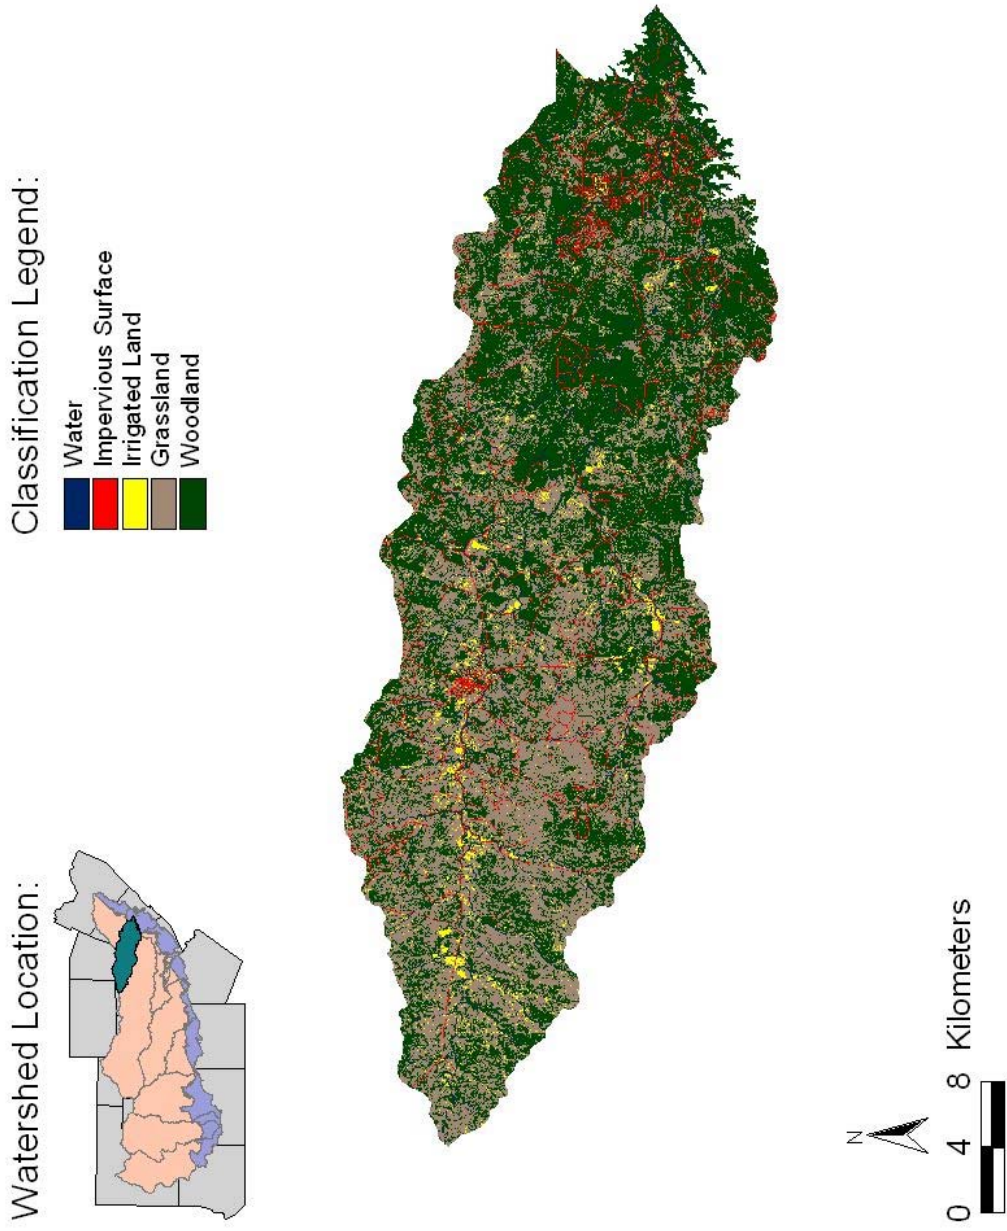 Watershed Location:
Classification Legend:
Water
Impervious Surface
Irrigated Land
Grassland
Woodland
N
0 4 8 Kilometers